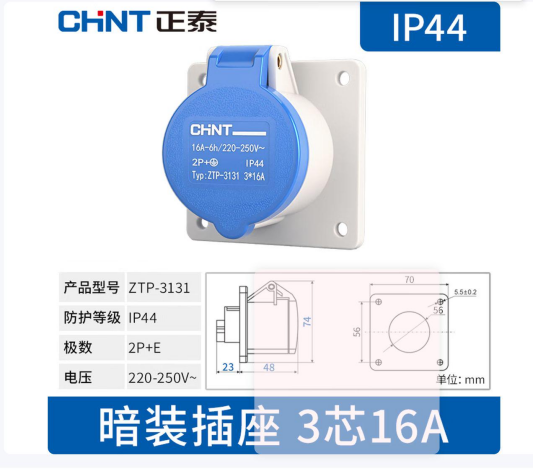 CHNT 正泰
IP44
CHNT
16A-6h/220-250V~
2P+⏚ IP44
Typ:ZTP-3131 3*16A
产品型号 ZTP-3131
防护等级 IP44
极数 2P+E
电压 220-250V~
74
23
48
70
5.5±0.2
56
56
单位: mm
暗装插座 3芯16A